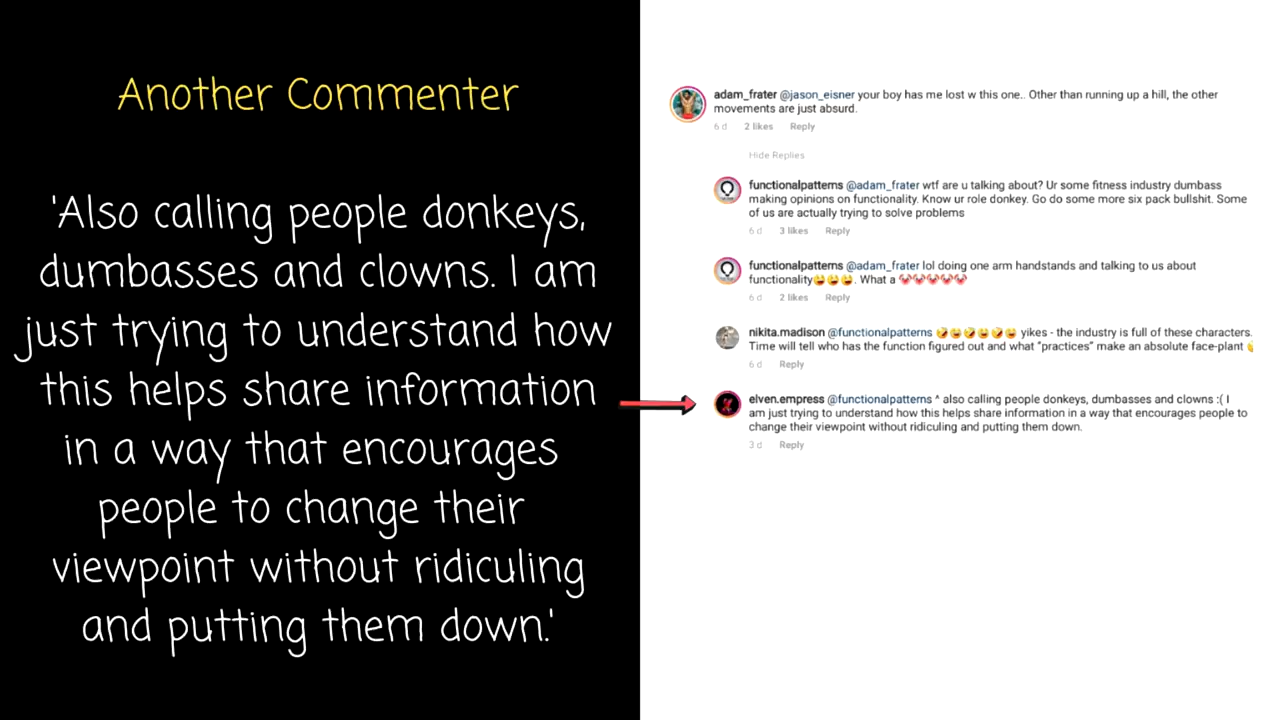 Another Commenter
'Also calling people donkeys,
dumbasses and clowns. I am
just trying to understand how
this helps share information
in a way that encourages
people to change their
viewpoint without ridiculing
and putting them down.'
adam_frater @jason_eisner your boy has me lost w this one.. Other than running up a hill, the other
movements are just absurd.
6 d 2 likes Reply
Hide Replies
functionalpatterns @adam_frater wtf are u talking about? Ur some fitness industry dumbass
making opinions on functionality. Know ur role donkey. Go do some more six pack bullshit. Some
of us are actually trying to solve problems
6 d 3 likes Reply
functionalpatterns @adam_frater lol doing one arm handstands and talking to us about
functionality😂😂😂. What a 🤡🤡🤡🤡🤡
6 d 2 likes Reply
nikita.madison @functionalpatterns 🤣😂🤣😂🤣😂 yikes - the industry is full of these characters.
Time will tell who has the function figured out and what "practices" make an absolute face-plant
6 d Reply
elven.empress @functionalpatterns ^ also calling people donkeys, dumbasses and clowns :( I
am just trying to understand how this helps share information in a way that encourages people to
change their viewpoint without ridiculing and putting them down.
3 d Reply